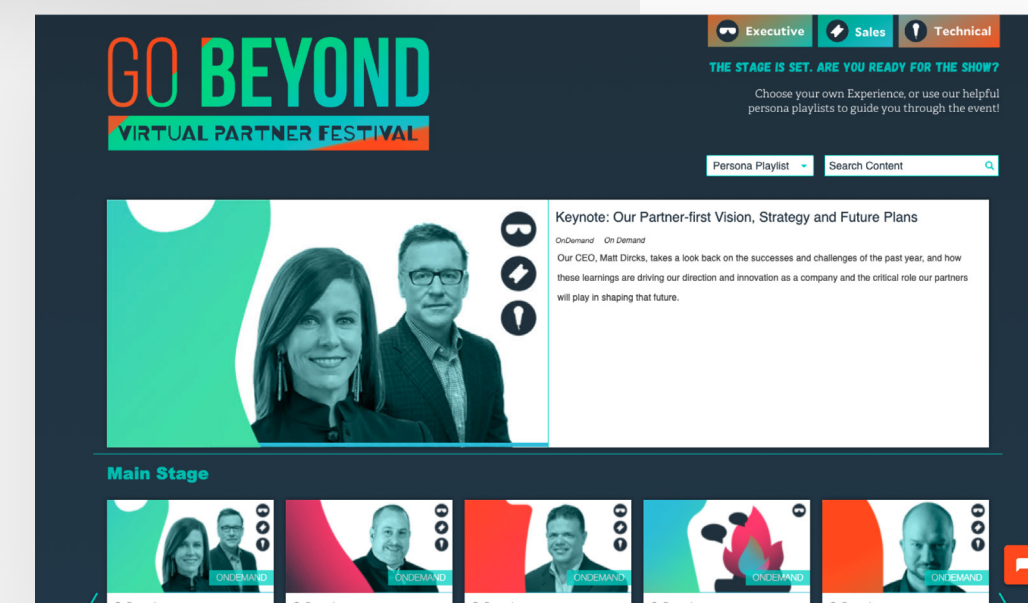 Executive
Sales
Technical
GO BEYOND
VIRTUAL PARTNER FESTIVAL
THE STAGE IS SET. ARE YOU READY FOR THE SHOW?
Choose your own Experience, or use our helpful
persona playlists to guide you through the event!
Persona Playlist
Search Content
Keynote: Our Partner-first Vision, Strategy and Future Plans
OnDemand On Demand
Our CEO, Matt Dircks, takes a look back on the successes and challenges of the past year, and how
these learnings are driving our direction and innovation as a company and the critical role our partners
will play in shaping that future.
Main Stage
ONDEMAND
ONDEMAND
ONDEMAND
ONDEMAND
ONDEMAND